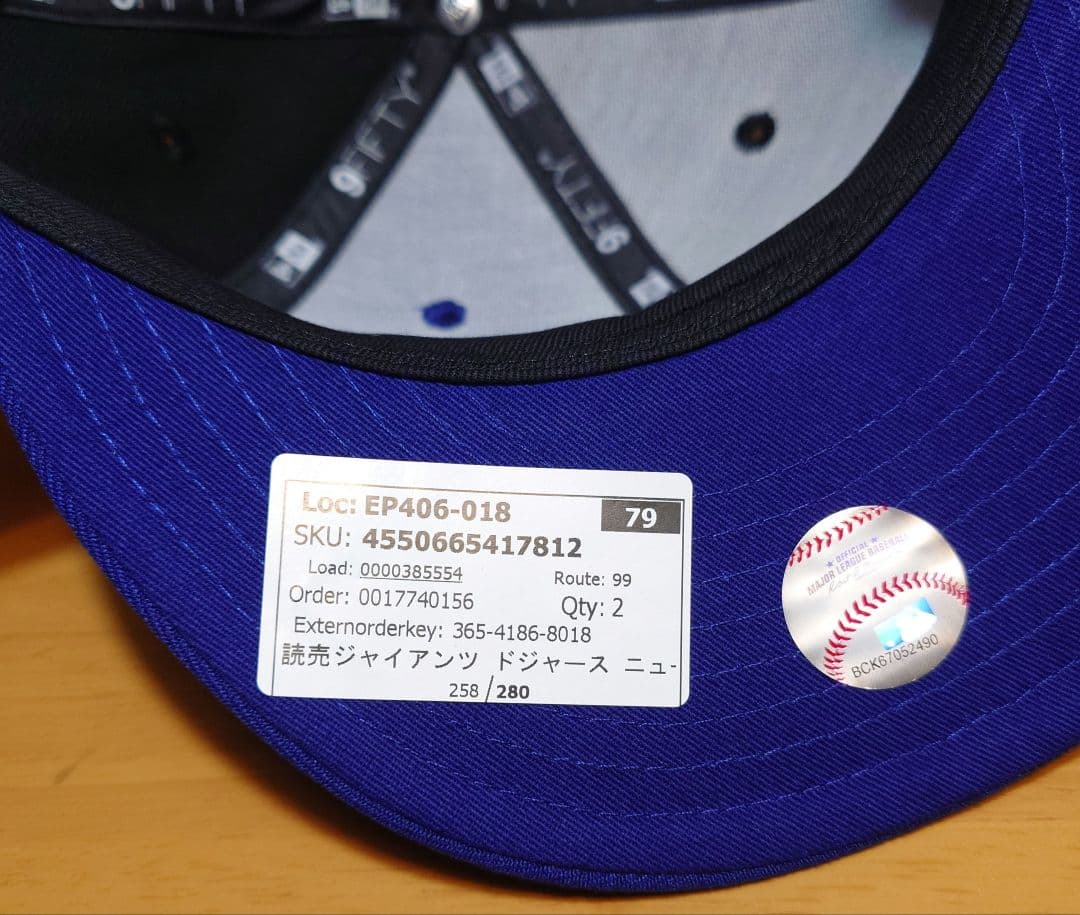 9FIFTY
9FIFTY
Loc: EP406-018
79
SKU: 4550665417812
Load: 0000385554
Route: 99
Order: 0017740156
Qty: 2
Externorderkey: 365-4186-8018
読売ジャイアンツ ドジャース ニュ-
258 / 280
OFFICIAL
MAJOR LEAGUE BASEBALL
BCK67052490